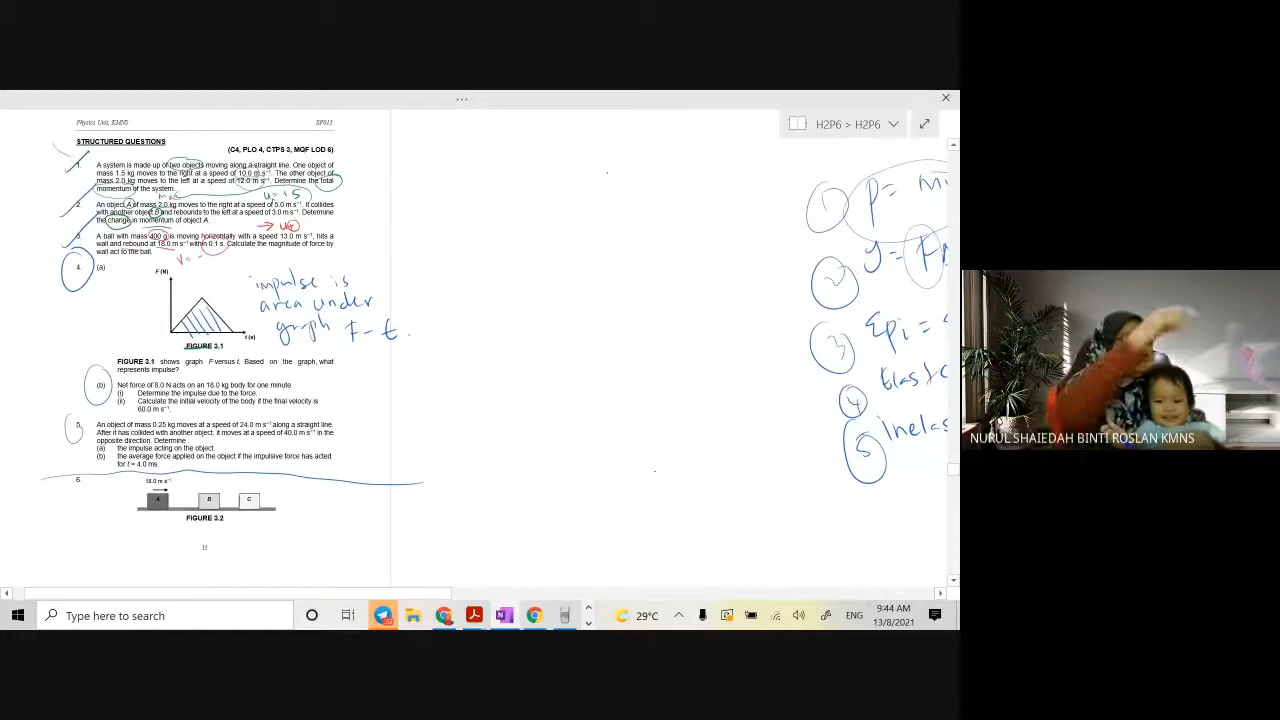 H2P6 > H2P6
Physics Unit, KMNS
SP015
STRUCTURED QUESTIONS
(C4, PLO 4, CTPS 3, MQF LOD 6)
1.
A system is made up of two objects moving along a straight line. One object of
mass 1.5 kg moves to the right at a speed of 10.0 m s⁻¹. The other object of
mass 2.0 kg moves to the left at a speed of 12.0 m s⁻¹. Determine the total
momentum of the system.
u = +5
2.
An object A of mass 2.0 kg moves to the right at a speed of 5.0 m s⁻¹. It collides
with another object B and rebounds to the left at a speed of 3.0 m s⁻¹. Determine
the change in momentum of object A.
→ u +
3.
A ball with mass 400 g is moving horizontally with a speed 13.0 m s⁻¹, hits a
wall and rebound at 18.0 m s⁻¹ within 0.1 s. Calculate the magnitude of force by
wall act to the ball.
v = -
4.
(a)
F (N)
t (s)
impulse is
area under
graph F - t.
FIGURE 3.1
FIGURE 3.1 shows graph F versus t. Based on the graph, what
represents impulse?
(b)
Net force of 8.0 N acts on an 18.0 kg body for one minute.
(i) Determine the impulse due to the force.
(ii) Calculate the initial velocity of the body if the final velocity is
60.0 m s⁻¹.
5.
An object of mass 0.25 kg moves at a speed of 24.0 m s⁻¹ along a straight line.
After it has collided with another object, it moves at a speed of 40.0 m s⁻¹ in the
opposite direction. Determine
(a) the impulse acting on the object.
(b) the average force applied on the object if the impulsive force has acted
for t = 4.0 ms.
6.
18.0 m s⁻¹
A B C
FIGURE 3.2
1 p = m
2 J = F
3 Σpi =
Elastc
4
5 Inelas
NURUL SHAIEDAH BINTI ROSLAN KMNS
Type here to search
29°C
ENG
9:44 AM
13/8/2021